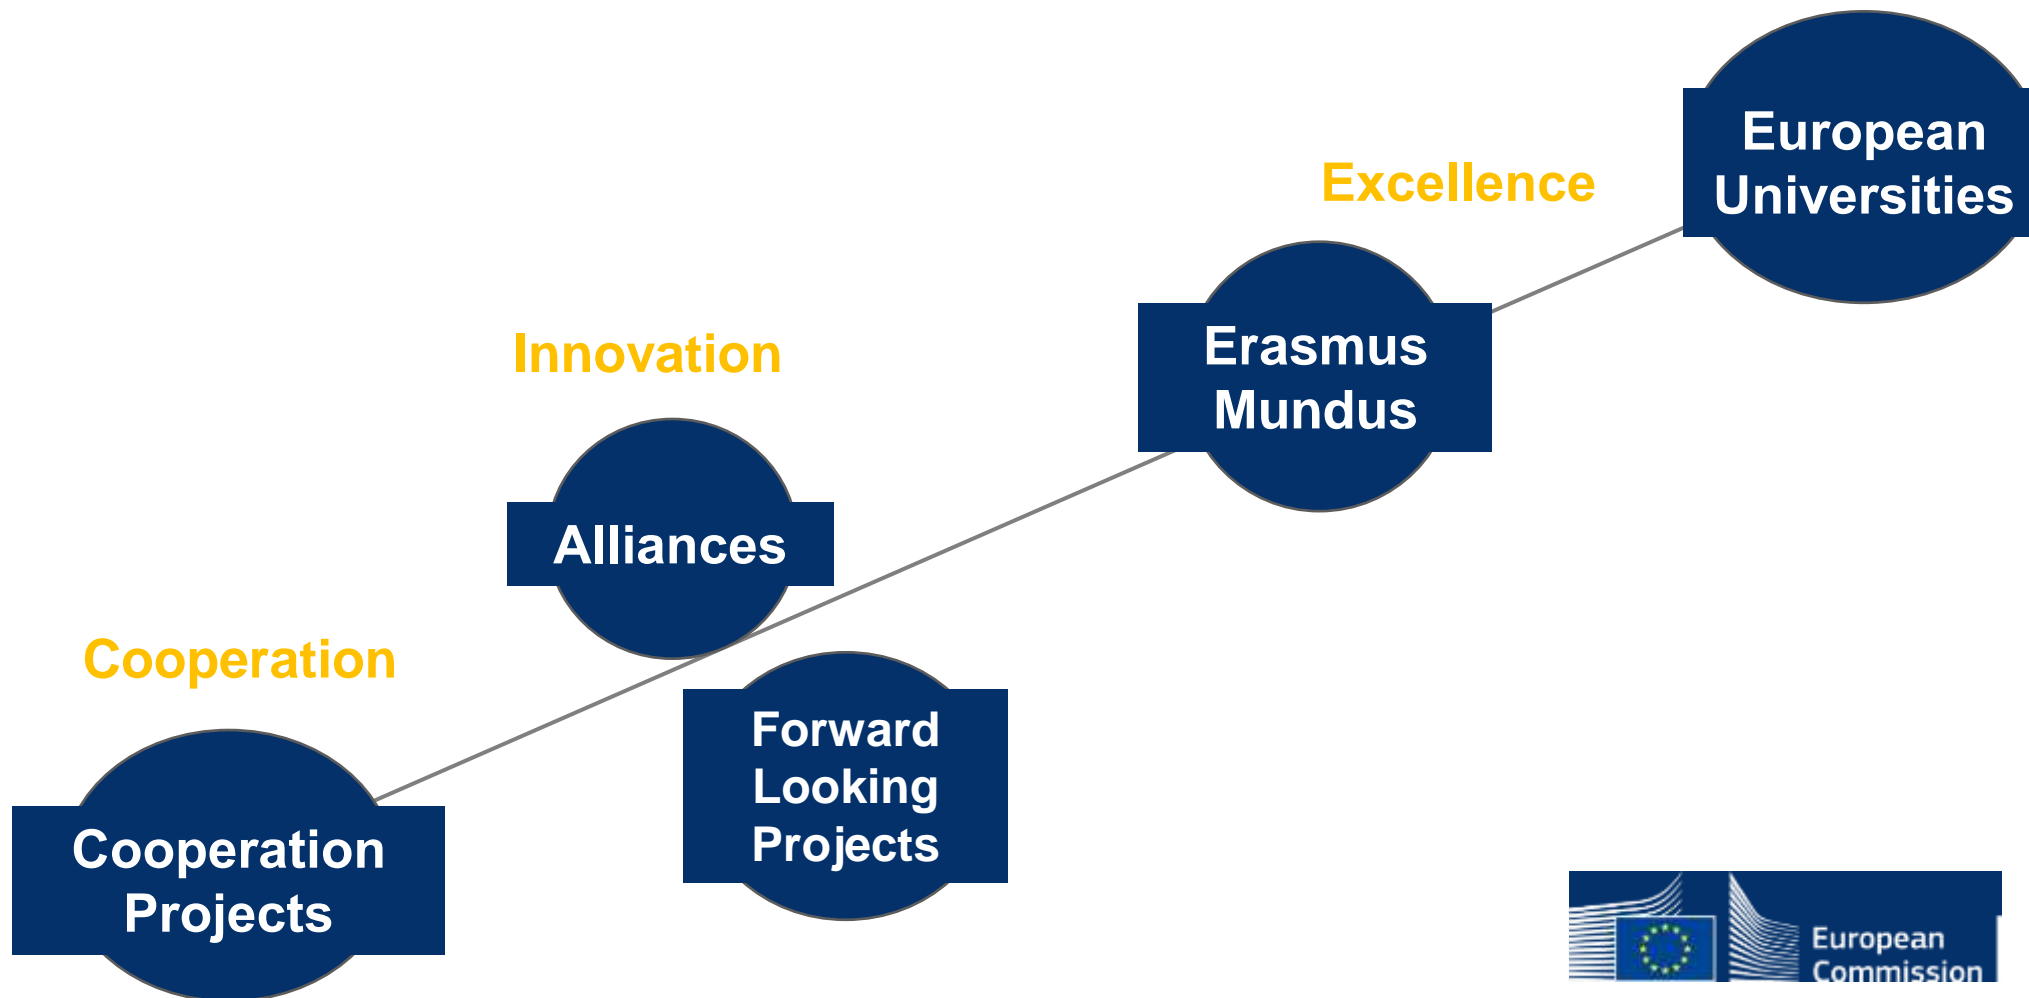 European
Universities
Excellence
Erasmus
Mundus
Innovation
Alliances
Cooperation
Forward
Looking
Projects
Cooperation
Projects
European
Commission